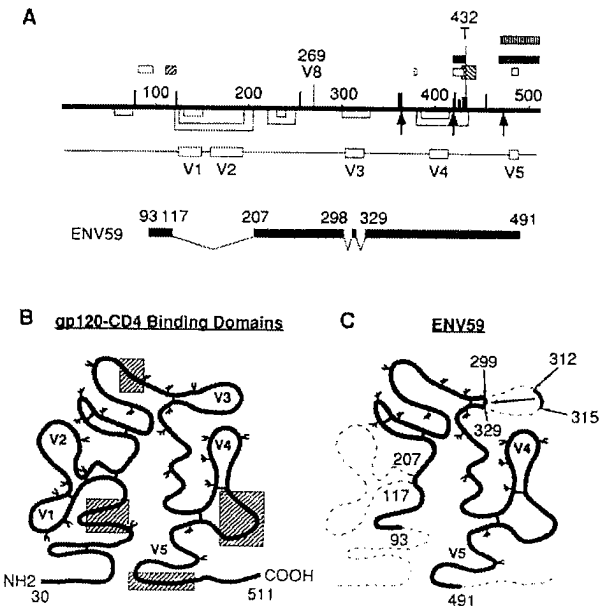 A
432
269
V8
100
200
300
400
500
V1
V2
V3
V4
V5
ENV59
93 117
207
298
329
491
B
gp120-CD4 Binding Domains
V3
V2
V4
V1
V5
NH2
30
COOH
511
C
ENV59
299
312
329
315
207
V4
117
93
V5
491